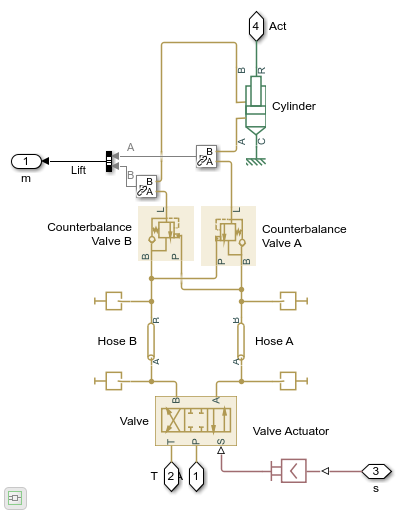 4
Act
B
R
Cylinder
A
C
A
B
A
1
Lift
m
B
B
A
L
L
Counterbalance
Valve B
Counterbalance
Valve A
B
P
P
B
B
Hose B
Hose A
A
A
B
A
Valve
Valve Actuator
T
P
S
T
2
A
1
3
s